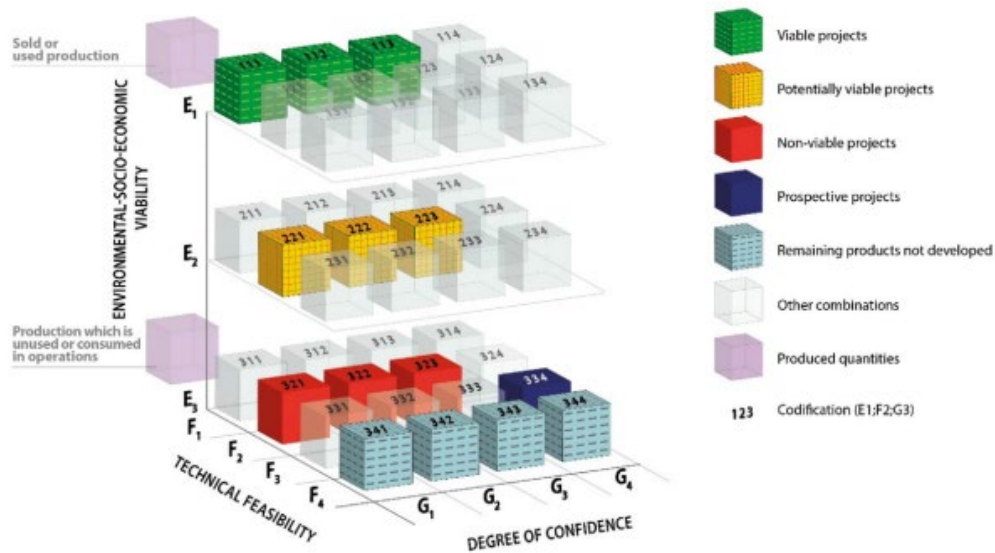 Sold or
used production
ENVIRONMENTAL-SOCIO-ECONOMIC
VIABILITY
Production which is
unused or consumed
in operations
E1
E2
E3
111
112
113
114
123
124
131
133
134
211
212
213
214
221
222
223
224
231
232
233
234
311
312
313
314
321
322
323
324
331
332
333
334
341
342
343
344
F1
F2
F3
F4
TECHNICAL FEASIBILITY
G1
G2
G3
G4
DEGREE OF CONFIDENCE
Viable projects
Potentially viable projects
Non-viable projects
Prospective projects
Remaining products not developed
Other combinations
Produced quantities
123 Codification (E1;F2;G3)